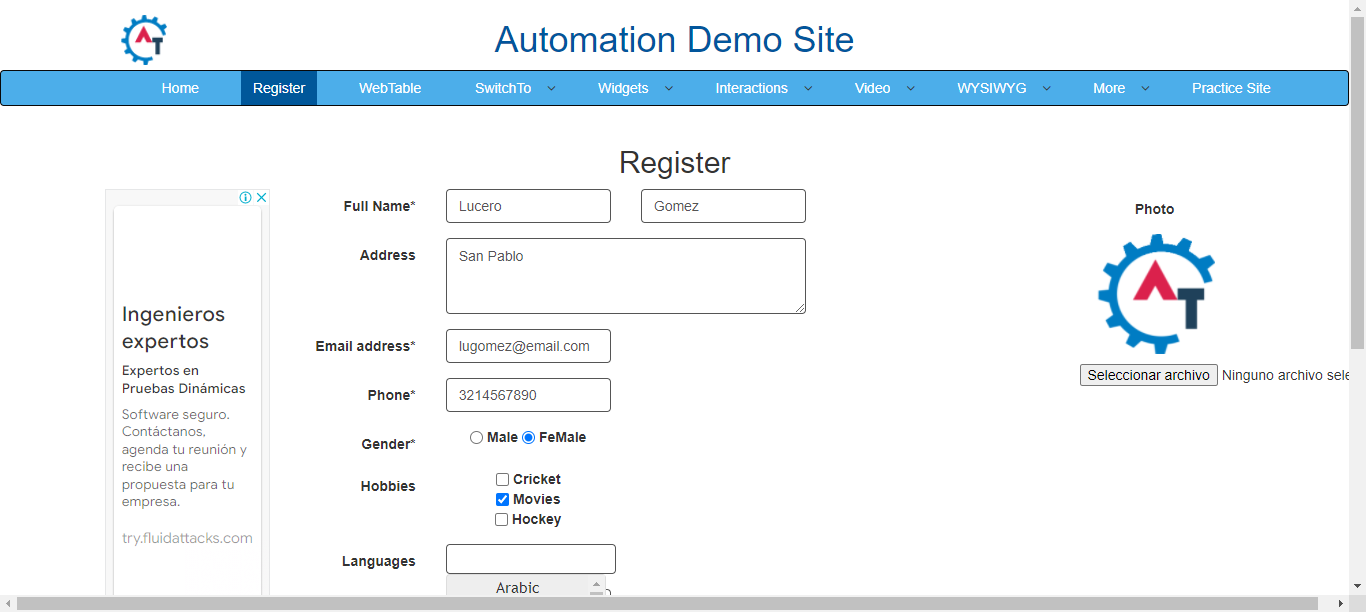 AT
Automation Demo Site
Home Register WebTable SwitchTo Widgets Interactions Video WYSIWYG More Practice Site
Register
Ingenieros
expertos
Expertos en
Pruebas Dinámicas
Software seguro.
Contáctanos,
agenda tu reunión y
recibe una
propuesta para tu
empresa.
try.fluidattacks.com
Full Name* Lucero Gomez
Address San Pablo
Email address* lugomez@email.com
Phone* 3214567890
Gender* Male FeMale
Hobbies Cricket
Movies
Hockey
Languages
Arabic
Photo
AT
Seleccionar archivo Ninguno archivo sele